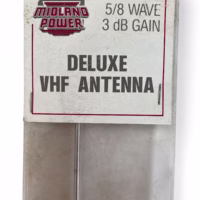 MIDLAND
POWER
5/8 WAVE
3 dB GAIN
DELUXE
VHF ANTENNA